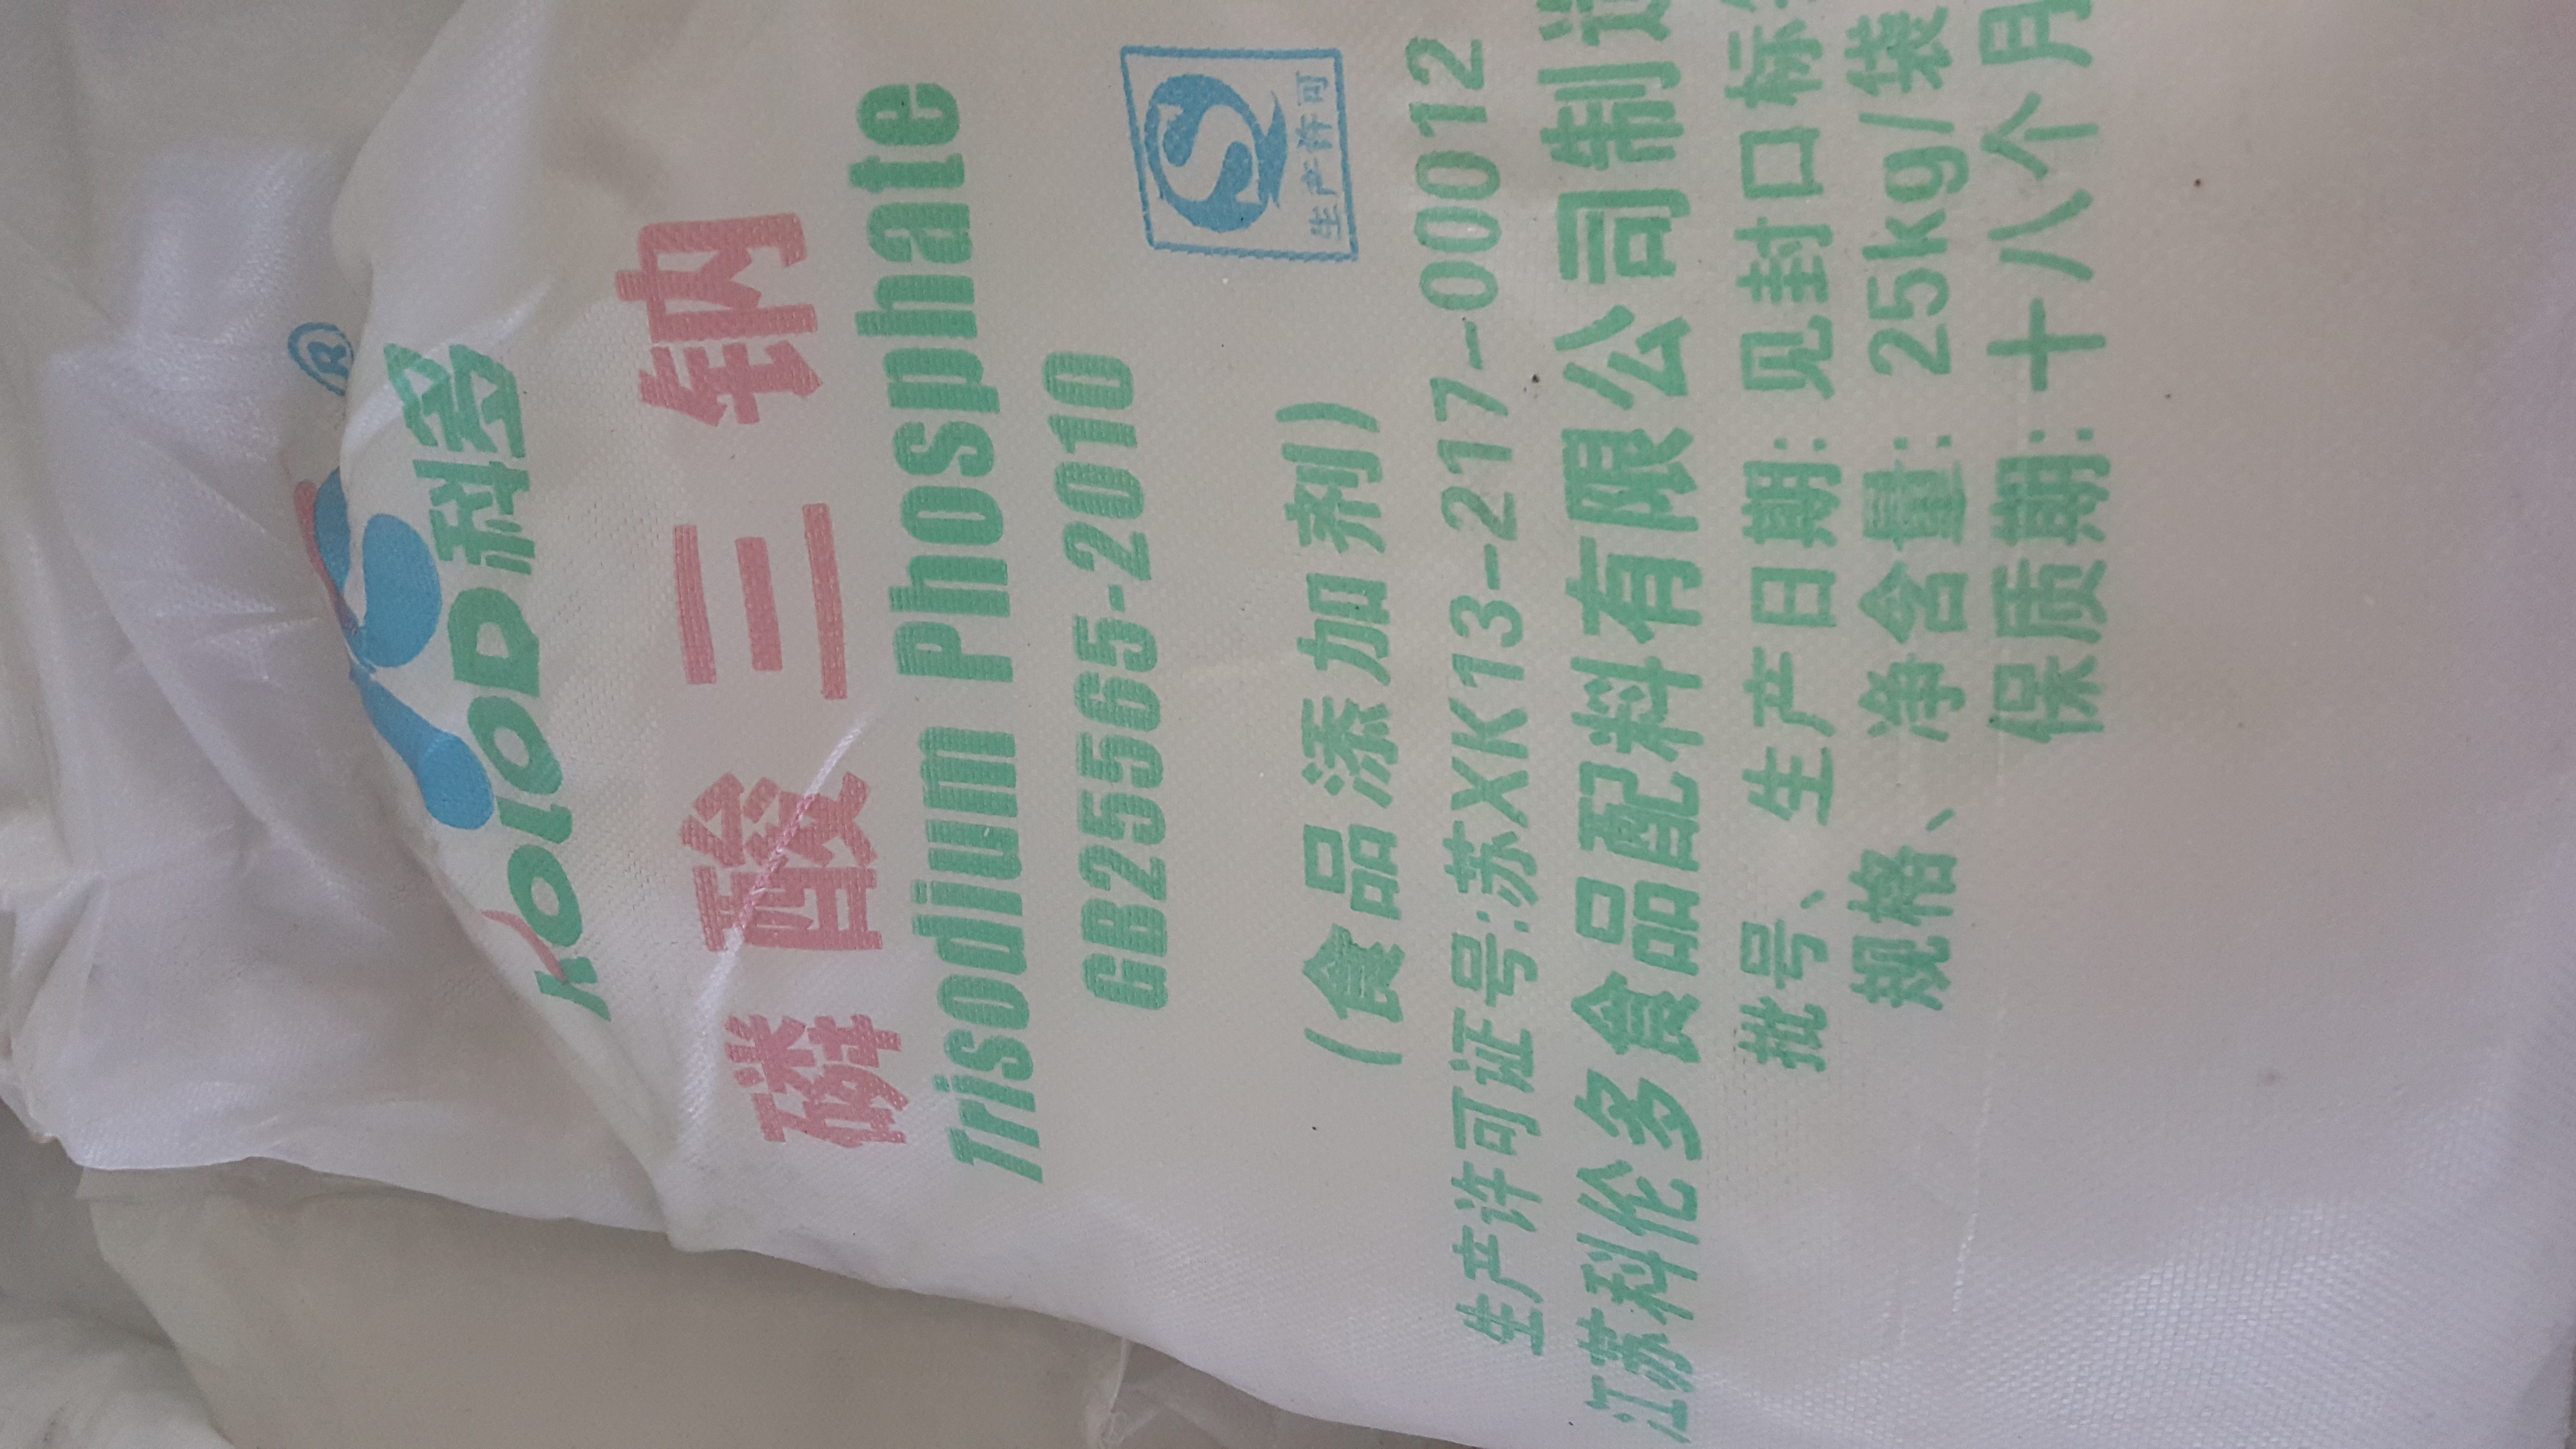 ®
KOlOD 科多
磷酸三钠
Trisodium Phosphate
GB25565-2010
生产许可
(食品添加剂)
生产许可证号:苏XK13-217-00012
江苏科伦多食品配料有限公司制造
批号、生产日期: 见封口标
规格、净含量: 25kg/袋
保质期: 十八个月